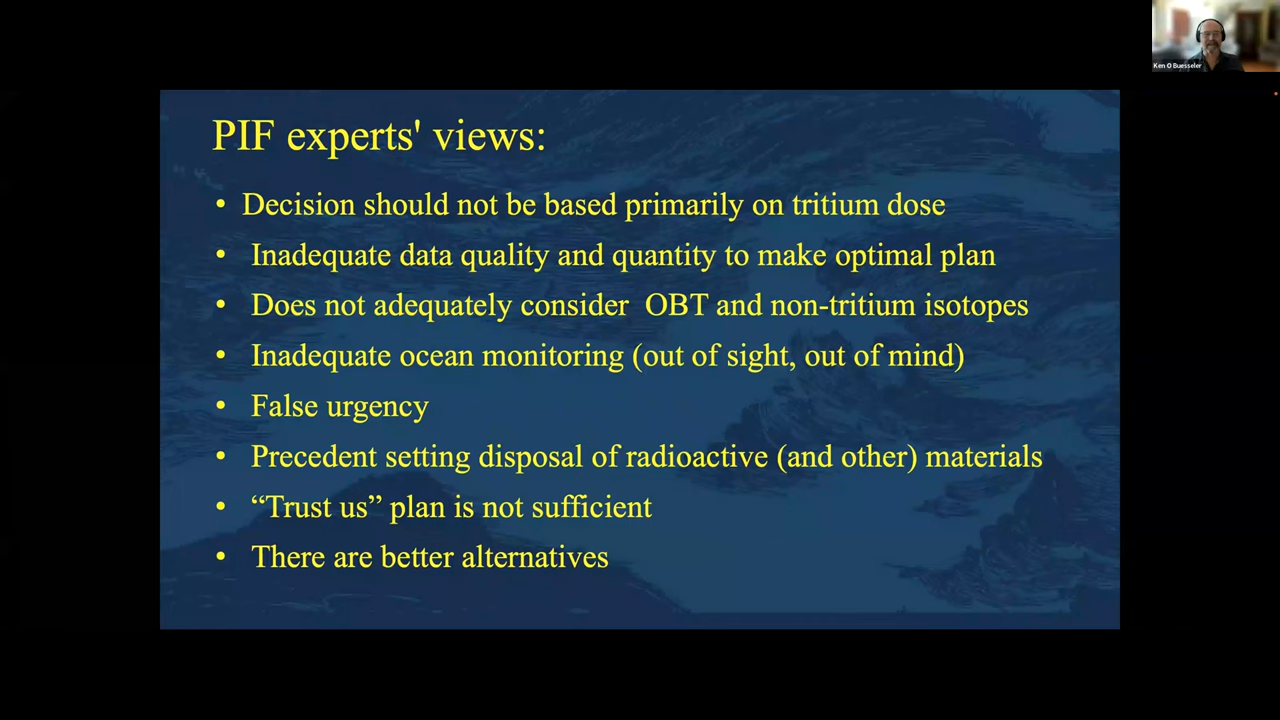 Ken O Buesseler
PIF experts' views:
• Decision should not be based primarily on tritium dose
• Inadequate data quality and quantity to make optimal plan
• Does not adequately consider OBT and non-tritium isotopes
• Inadequate ocean monitoring (out of sight, out of mind)
• False urgency
• Precedent setting disposal of radioactive (and other) materials
• “Trust us” plan is not sufficient
• There are better alternatives